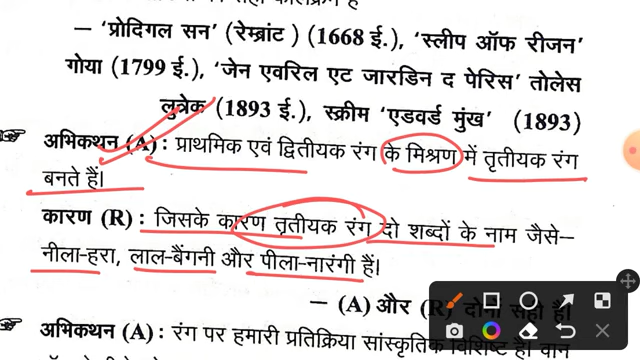 – 'प्रोदिगल सन' (रेम्ब्रांट) (1668 ई.), 'स्लीप ऑफ रीजन'
गोया (1799 ई.), 'जेन एवरिल एट जार्डिन द पेरिस' तोलेस
लुत्रेक (1893 ई.), स्क्रीम 'एडवर्ड मुंख' (1893)
अभिकथन (A) : प्राथमिक एवं द्वितीयक रंग के मिश्रण में तृतीयक रंग
बनते हैं।
कारण (R) : जिसके कारण तृतीयक रंग दो शब्दों के नाम जैसे–
नीला-हरा, लाल-बैंगनी और पीला-नारंगी हैं।
– (A) और (R) दोनों सही हैं।
अभिकथन (A) : रंग पर हमारी प्रतिक्रिया सांस्कृतिक विशिष्ट है। वान